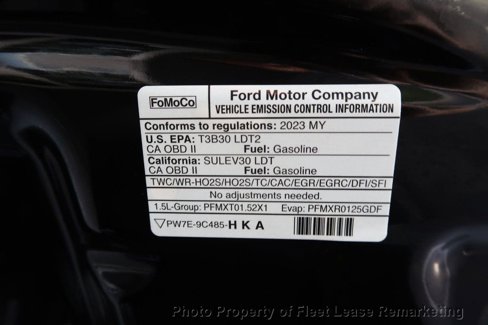 FoMoCo
Ford Motor Company
VEHICLE EMISSION CONTROL INFORMATION
Conforms to regulations: 2023 MY
U.S. EPA: T3B30 LDT2
CA OBD II Fuel: Gasoline
California: SULEV30 LDT
CA OBD II Fuel: Gasoline
TWC/WR-HO2S/HO2S/TC/CAC/EGR/EGRC/DFI/SFI
No adjustments needed.
1.5L-Group: PFMXT01.52X1 Evap: PFMXR0125GDF
PW7E-9C485-HKA
Photo Property of Fleet Lease Remarketing